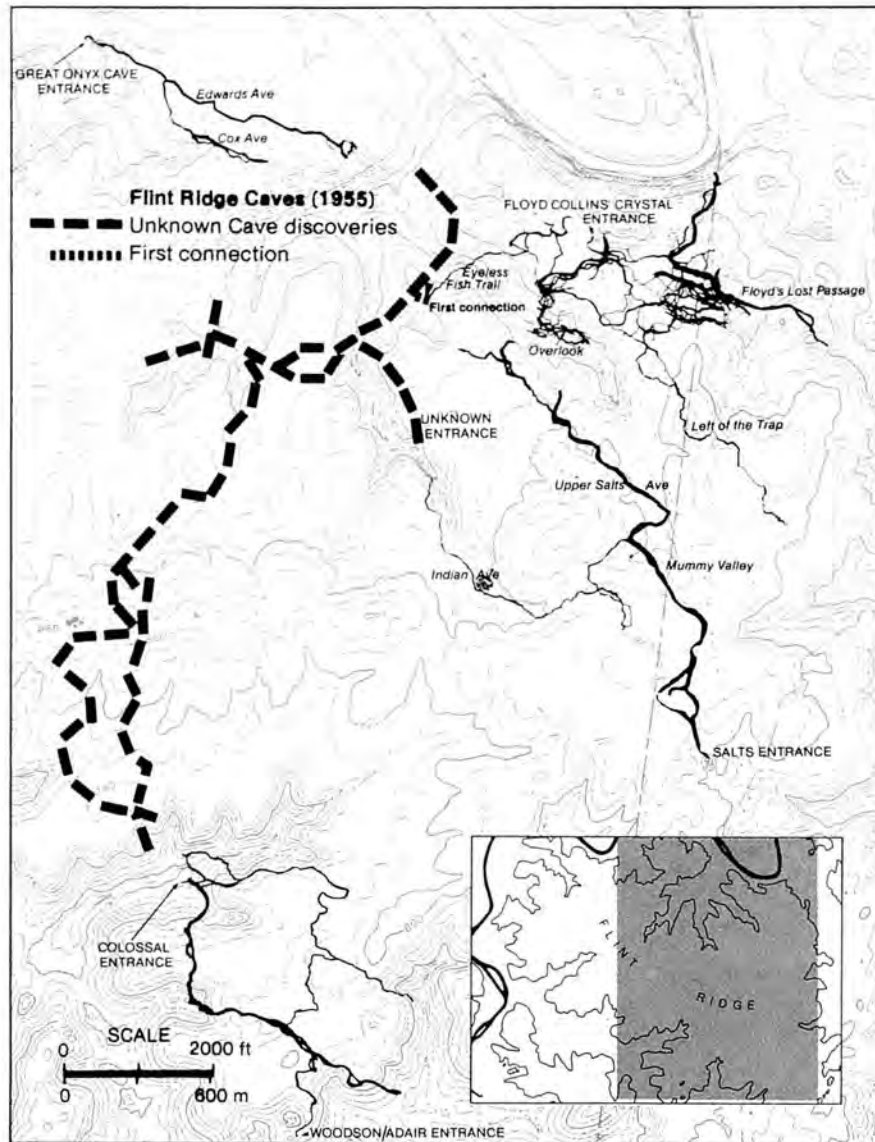 GREAT ONYX CAVE
ENTRANCE
Edwards Ave
Cox Ave
Flint Ridge Caves (1955)
Unknown Cave discoveries
First connection
FLOYD COLLINS' CRYSTAL
ENTRANCE
Eyeless
Fish Trail
First connection
Floyd's Lost Passage
Overlook
UNKNOWN
ENTRANCE
Left of the Trap
Upper Salts Ave
Indian Ave
Mummy Valley
SALTS ENTRANCE
COLOSSAL
ENTRANCE
SCALE
0 2000 ft
0 600 m
WOODSON/ADAIR ENTRANCE
FLINT
RIDGE